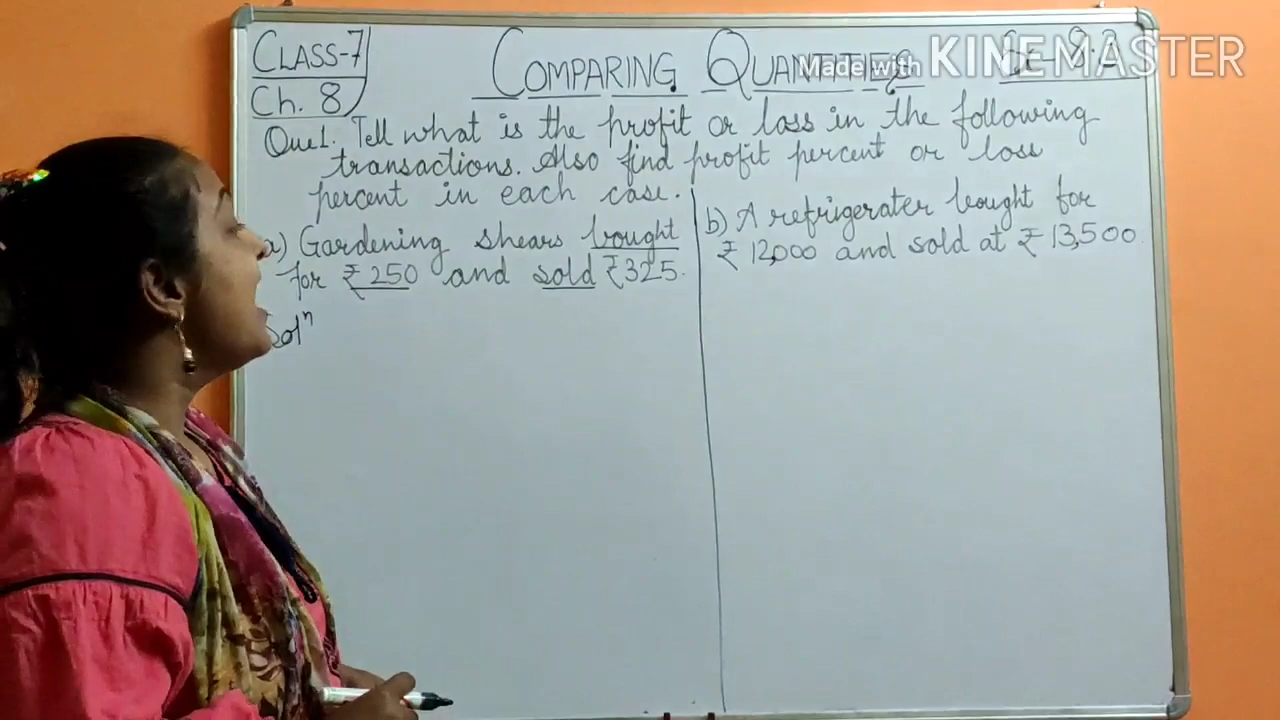 CLASS-7
Ch. 8
COMPARING QUANTITIES
Made with KINEMASTER
Que1. Tell what is the profit or loss in the following
transactions. Also find profit percent or loss
percent in each case.
a) Gardening shears bought
for ₹ 250 and sold ₹325.
Solⁿ
b) A refrigerater bought for
₹ 12,000 and sold at ₹ 13,500